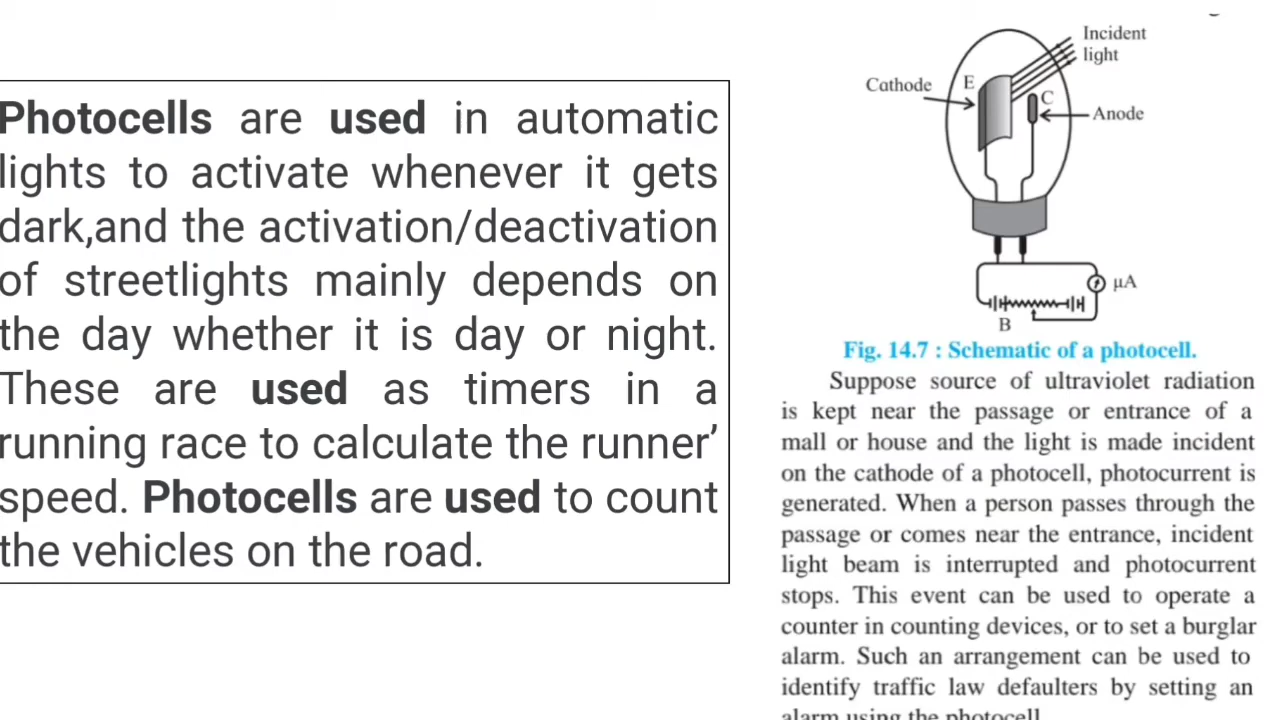 Photocells are used in automatic
lights to activate whenever it gets
dark,and the activation/deactivation
of streetlights mainly depends on
the day whether it is day or night.
These are used as timers in a
running race to calculate the runner’
speed. Photocells are used to count
the vehicles on the road.
Incident
light
Cathode
E
C
Anode
μA
B
Fig. 14.7 : Schematic of a photocell.
Suppose source of ultraviolet radiation
is kept near the passage or entrance of a
mall or house and the light is made incident
on the cathode of a photocell, photocurrent is
generated. When a person passes through the
passage or comes near the entrance, incident
light beam is interrupted and photocurrent
stops. This event can be used to operate a
counter in counting devices, or to set a burglar
alarm. Such an arrangement can be used to
identify traffic law defaulters by setting an
alarm using the photocell.